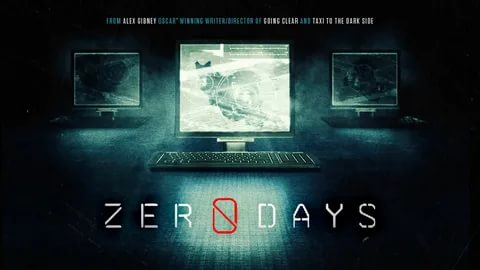 FROM ALEX GIBNEY OSCAR® WINNING WRITER/DIRECTOR OF GOING CLEAR AND TAXI TO THE DARK SIDE
ZER0 DAYS